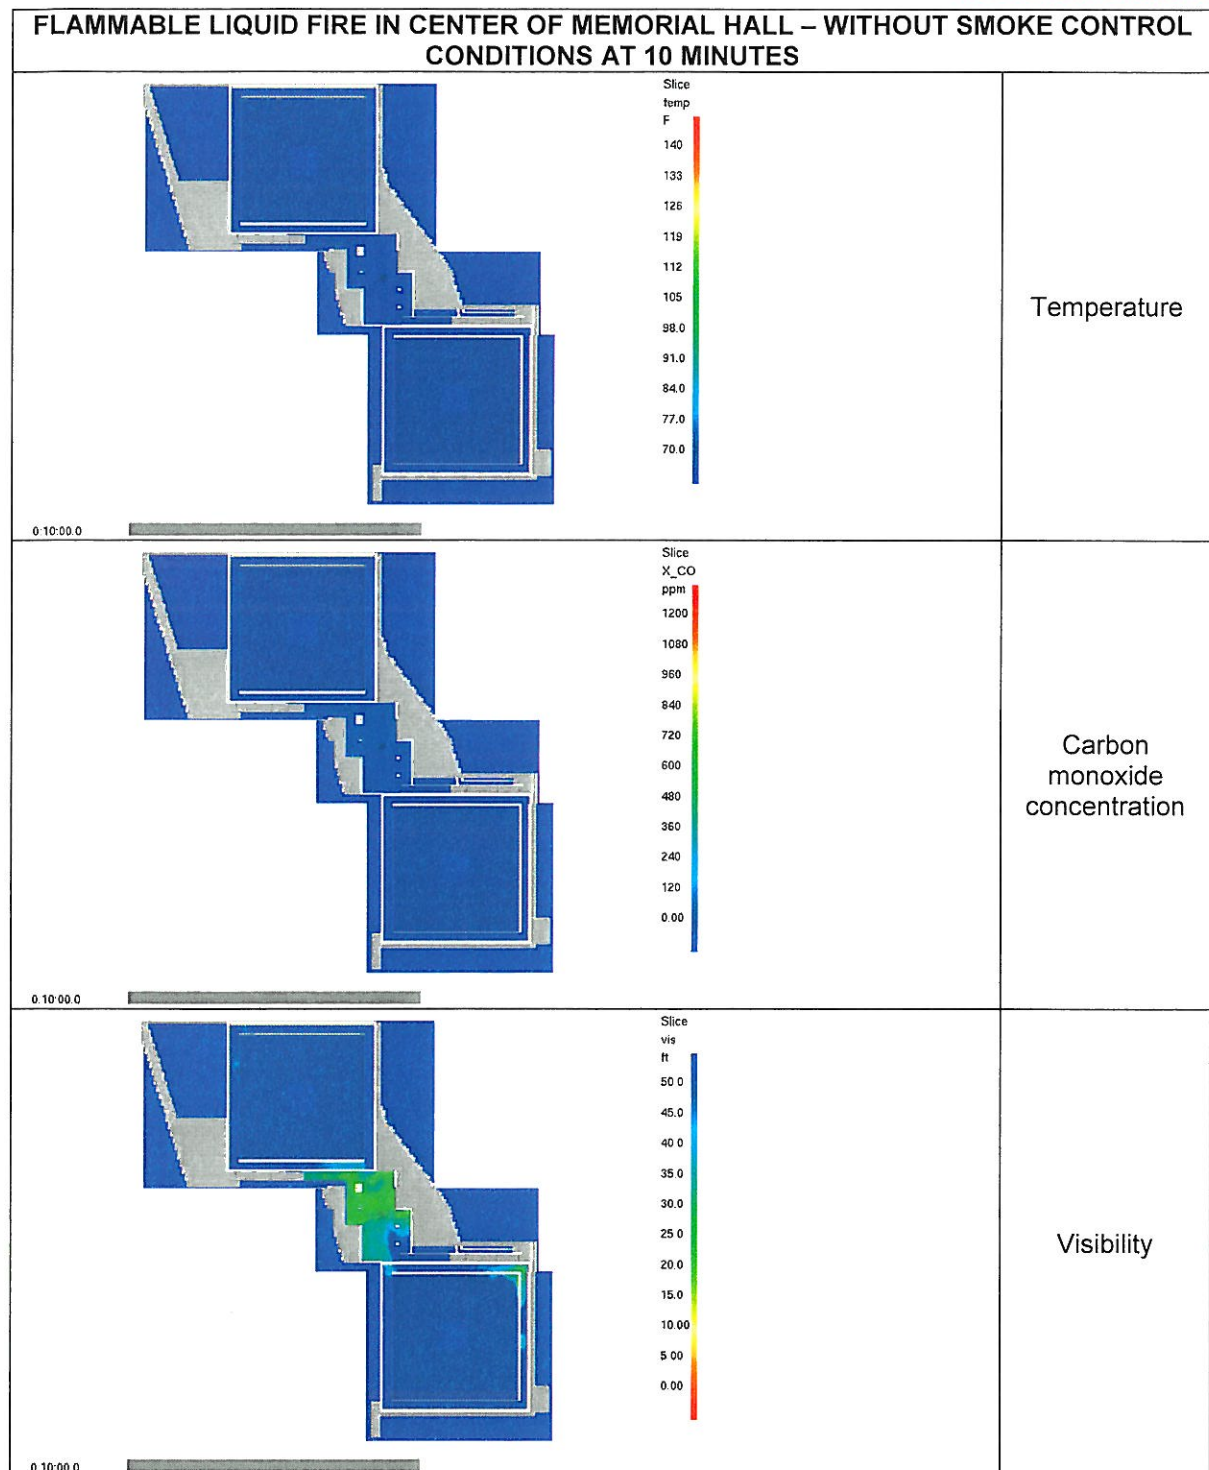 FLAMMABLE LIQUID FIRE IN CENTER OF MEMORIAL HALL – WITHOUT SMOKE CONTROL
CONDITIONS AT 10 MINUTES
Slice
temp
F
140
133
126
119
112
105
98.0
91.0
84.0
77.0
70.0
0:10:00.0
Temperature
Slice
X_CO
ppm
1200
1080
960
840
720
600
480
360
240
120
0.00
0:10:00.0
Carbon
monoxide
concentration
Slice
vis
ft
50 0
45.0
40 0
35.0
30.0
25 0
20.0
15.0
10.00
5 00
0.00
0.10:00.0
Visibility